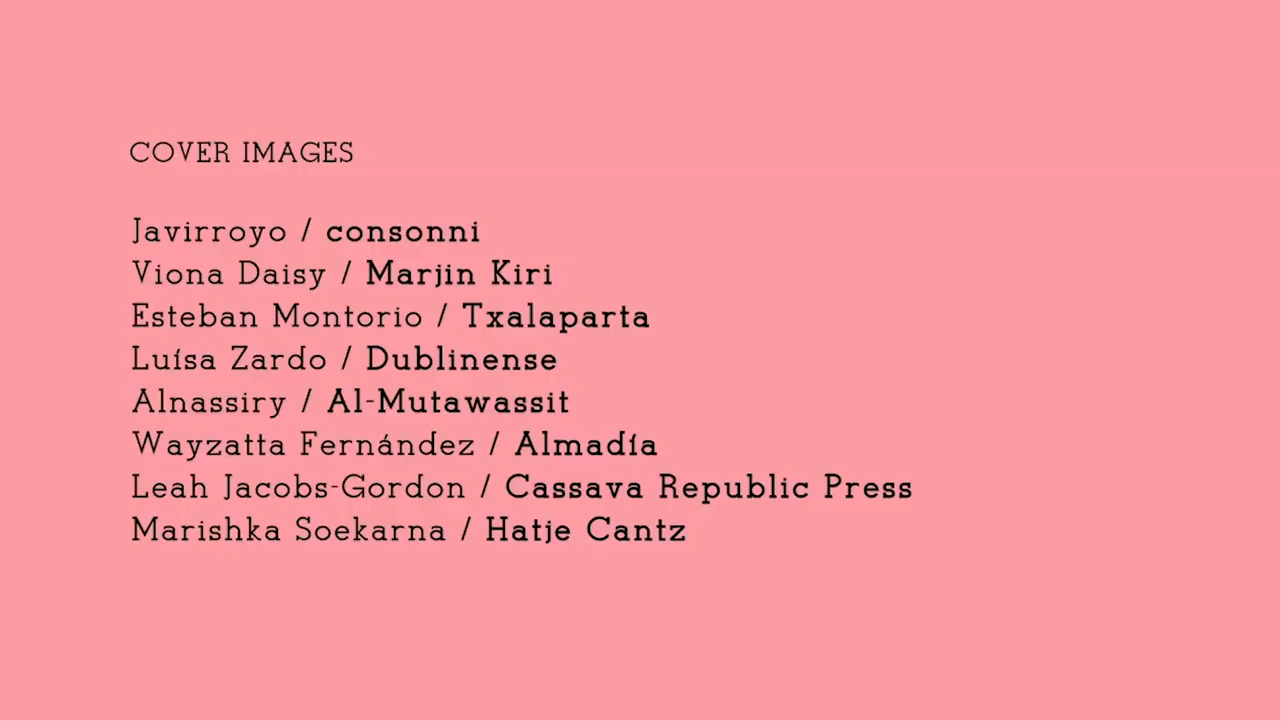 COVER IMAGES
Javirroyo / consonni
Viona Daisy / Marjin Kiri
Esteban Montorio / Txalaparta
Luísa Zardo / Dublinense
Alnassiry / Al-Mutawassit
Wayzatta Fernández / Almadía
Leah Jacobs-Gordon / Cassava Republic Press
Marishka Soekarna / Hatje Cantz